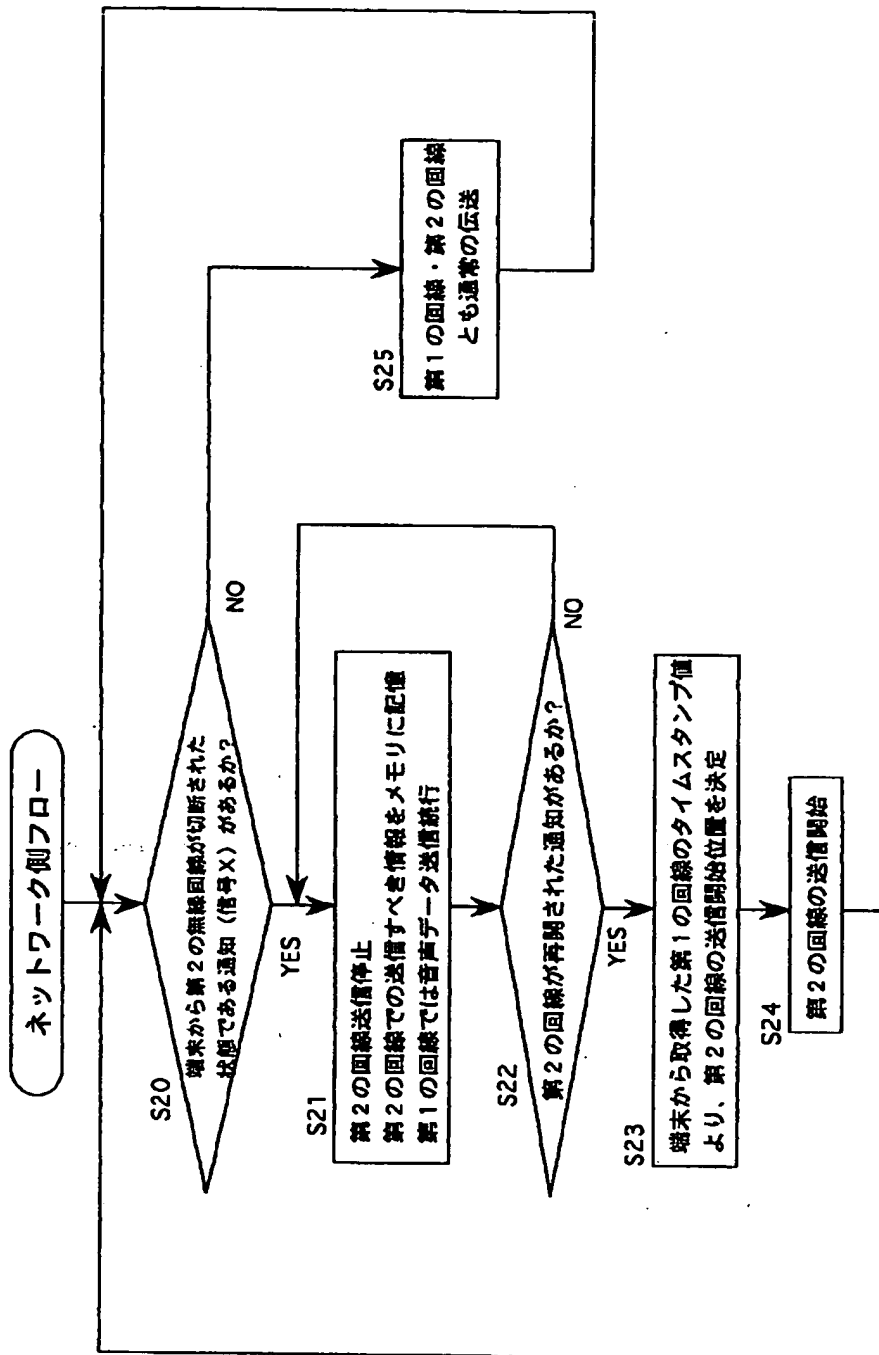 ネットワーク側フロー
S20
端末から第2の無線回線が切断された
状態である通知(信号X)があるか?
NO
YES
S25
第1の回線・第2の回線
とも通常の伝送
S21
第2の回線送信停止
第2の回線での送信すべき情報をメモリに記憶
第1の回線では音声データ送信続行
S22
第2の回線が再開された通知があるか?
NO
YES
S23
端末から取得した第1の回線のタイムスタンプ値
より、第2の回線の送信開始位置を決定
S24
第2の回線の送信開始